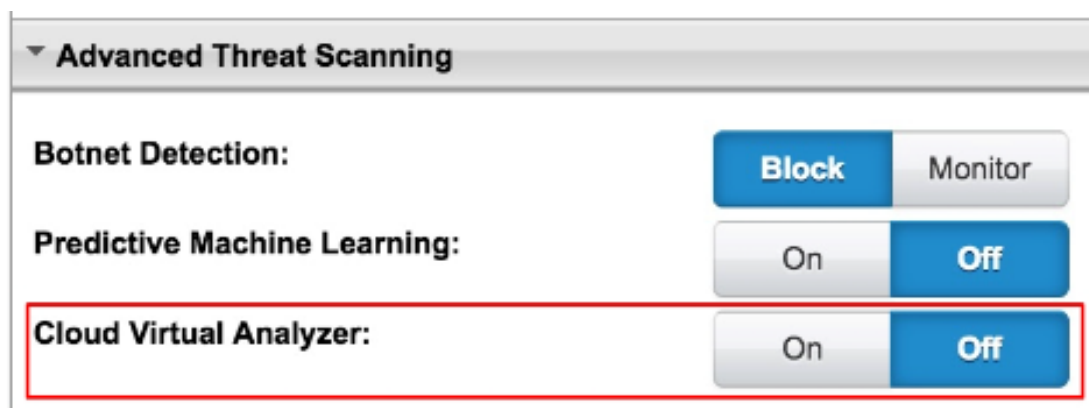 Advanced Threat Scanning
Botnet Detection: Block Monitor
Predictive Machine Learning: On Off
Cloud Virtual Analyzer: On Off